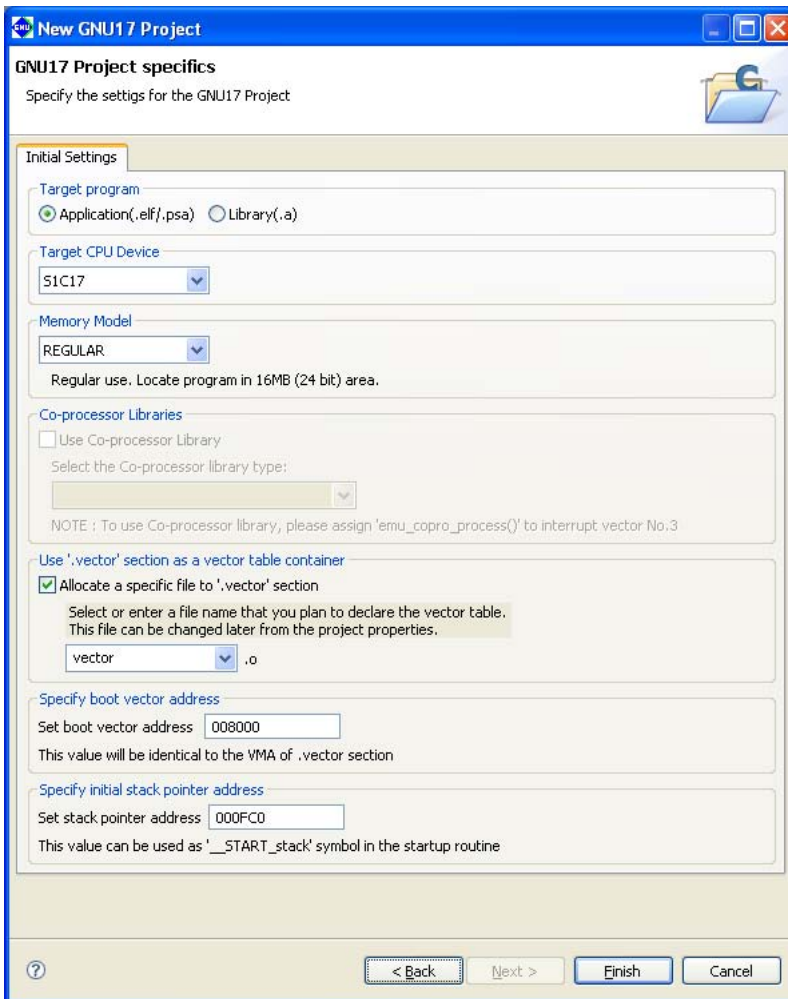 GNU
New GNU17 Project
GNU17 Project specifics
Specify the settigs for the GNU17 Project
Initial Settings
Target program
Application(.elf/.psa) Library(.a)
Target CPU Device
S1C17
Memory Model
REGULAR
Regular use. Locate program in 16MB (24 bit) area.
Co-processor Libraries
Use Co-processor Library
Select the Co-processor library type:
NOTE : To use Co-processor library, please assign 'emu_copro_process()' to interrupt vector No.3
Use '.vector' section as a vector table container
Allocate a specific file to '.vector' section
Select or enter a file name that you plan to declare the vector table.
This file can be changed later from the project properties.
vector .o
Specify boot vector address
Set boot vector address 008000
This value will be identical to the VMA of .vector section
Specify initial stack pointer address
Set stack pointer address 000FC0
This value can be used as '__START_stack' symbol in the startup routine
? < Back Next > Finish Cancel